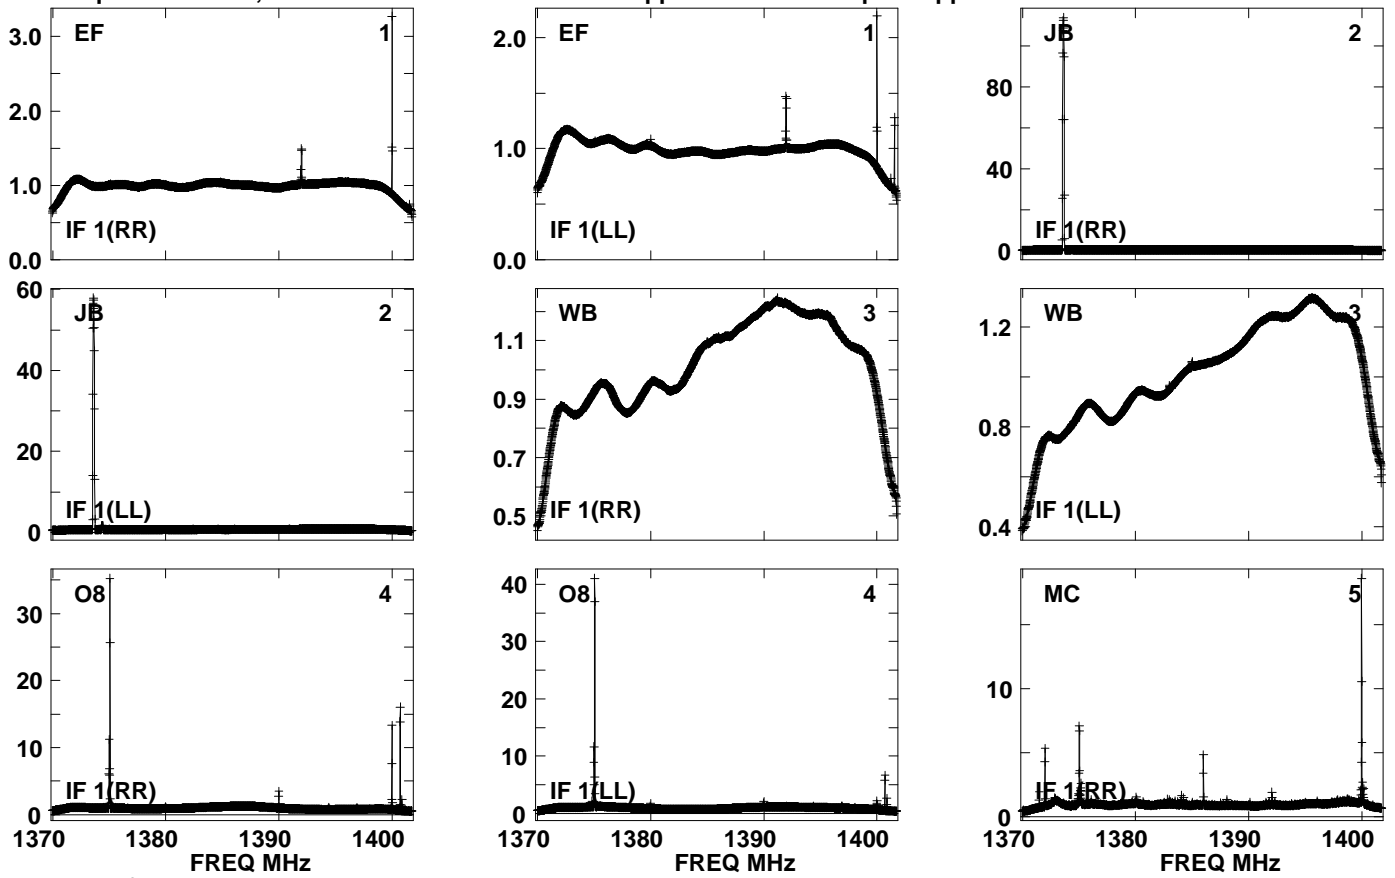 EF 1
3.0
2.0
1.0
0.0
IF 1(RR)
EF 1
2.0
1.0
0.0
IF 1(LL)
JB 2
80
40
0
IF 1(RR)
JB 2
60
40
20
0
IF 1(LL)
WB 3
1.1
0.9
0.7
0.5
IF 1(RR)
WB 3
1.2
0.8
0.4
IF 1(LL)
O8 4
30
20
10
0
IF 1(RR)
1370 1380 1390 1400
FREQ MHz
O8 4
40
30
20
10
0
IF 1(LL)
1370 1380 1390 1400
FREQ MHz
MC 5
10
0
IF 1(RR)
1370 1380 1390 1400
FREQ MHz